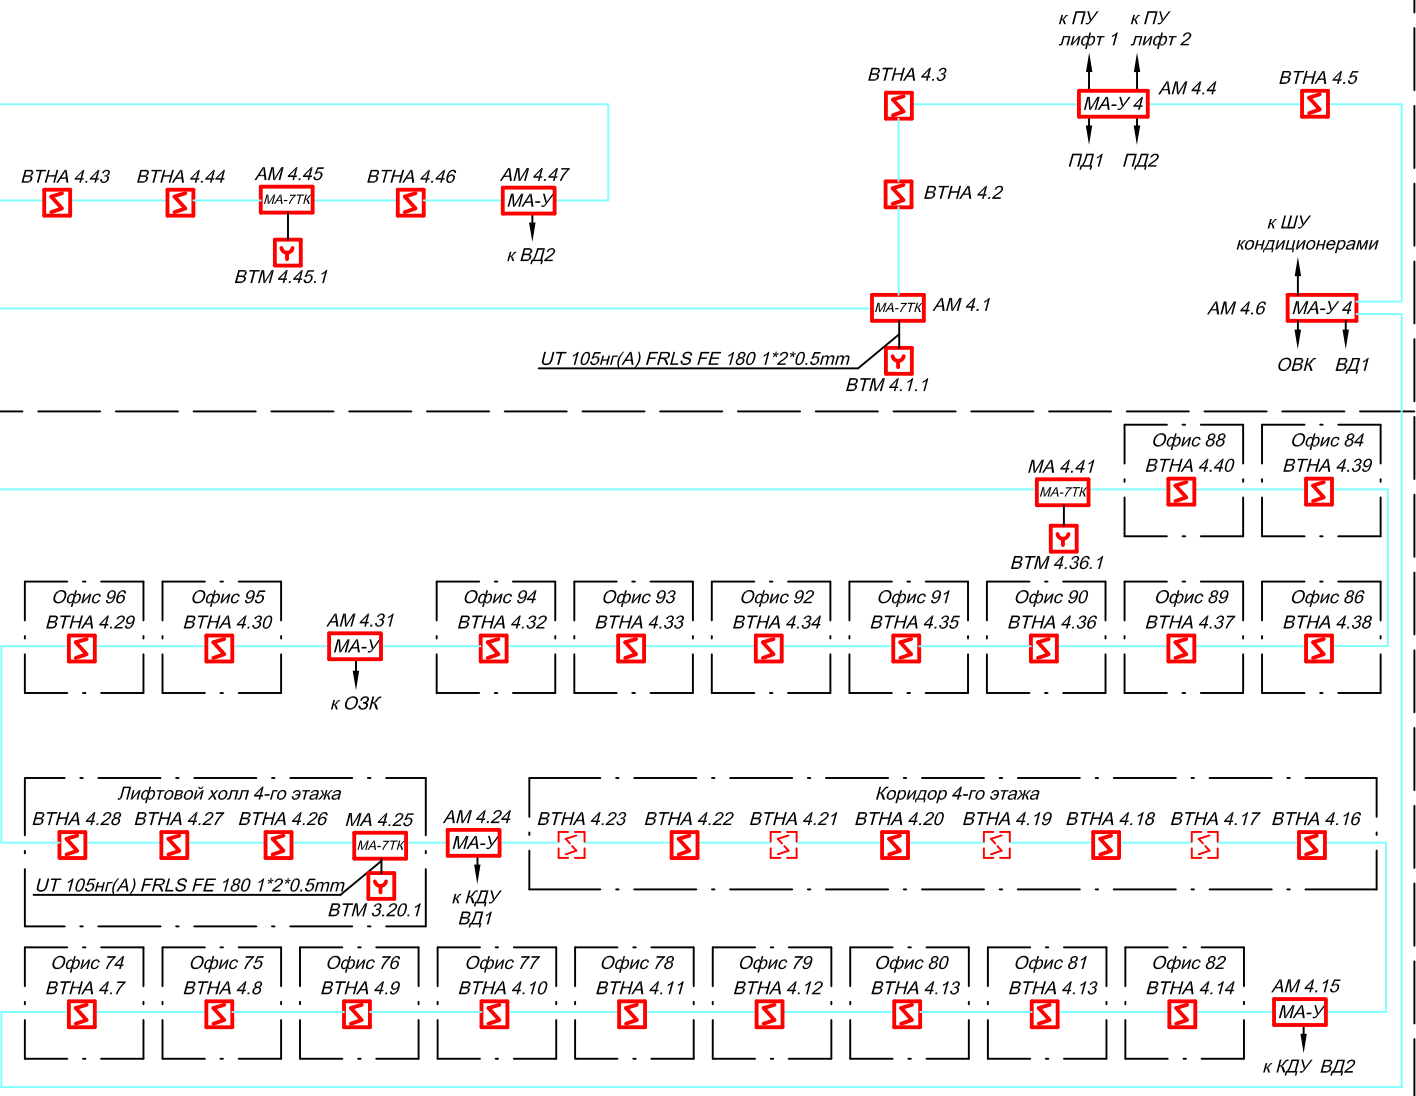 к ПУ
лифт 1
к ПУ
лифт 2
ВТНА 4.3
МА-У 4
АМ 4.4
ВТНА 4.5
ПД1
ПД2
ВТНА 4.43
ВТНА 4.44
АМ 4.45
МА-7ТК
ВТНА 4.46
АМ 4.47
МА-У
ВТНА 4.2
к ВД2
ВТМ 4.45.1
к ШУ
кондиционерами
МА-7ТК
АМ 4.1
АМ 4.6
МА-У 4
UT 105нг(А) FRLS FE 180 1*2*0.5mm
ВТМ 4.1.1
ОВК
ВД1
МА 4.41
МА-7ТК
ВТМ 4.36.1
Офис 88
ВТНА 4.40
Офис 84
ВТНА 4.39
Офис 96
ВТНА 4.29
Офис 95
ВТНА 4.30
АМ 4.31
МА-У
к ОЗК
Офис 94
ВТНА 4.32
Офис 93
ВТНА 4.33
Офис 92
ВТНА 4.34
Офис 91
ВТНА 4.35
Офис 90
ВТНА 4.36
Офис 89
ВТНА 4.37
Офис 86
ВТНА 4.38
Лифтовой холл 4-го этажа
ВТНА 4.28
ВТНА 4.27
ВТНА 4.26
МА 4.25
МА-7ТК
UT 105нг(А) FRLS FE 180 1*2*0.5mm
ВТМ 3.20.1
АМ 4.24
МА-У
к КДУ
ВД1
Коридор 4-го этажа
ВТНА 4.23
ВТНА 4.22
ВТНА 4.21
ВТНА 4.20
ВТНА 4.19
ВТНА 4.18
ВТНА 4.17
ВТНА 4.16
Офис 74
ВТНА 4.7
Офис 75
ВТНА 4.8
Офис 76
ВТНА 4.9
Офис 77
ВТНА 4.10
Офис 78
ВТНА 4.11
Офис 79
ВТНА 4.12
Офис 80
ВТНА 4.13
Офис 81
ВТНА 4.13
Офис 82
ВТНА 4.14
АМ 4.15
МА-У
к КДУ ВД2